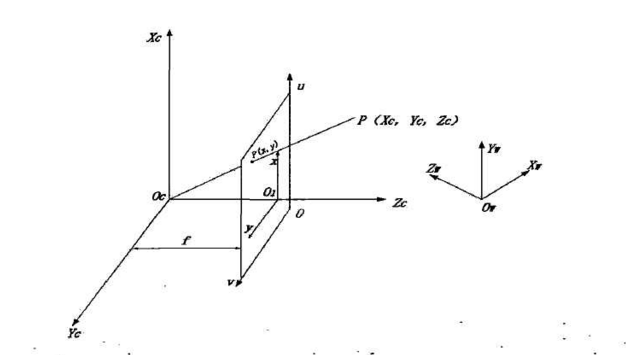 Xc
u
P (Xc, Yc, Zc)
P(x, y)
x
Yw
Zw
Xw
Oc
O1
Zc
Ow
O
y
f
v
Yc